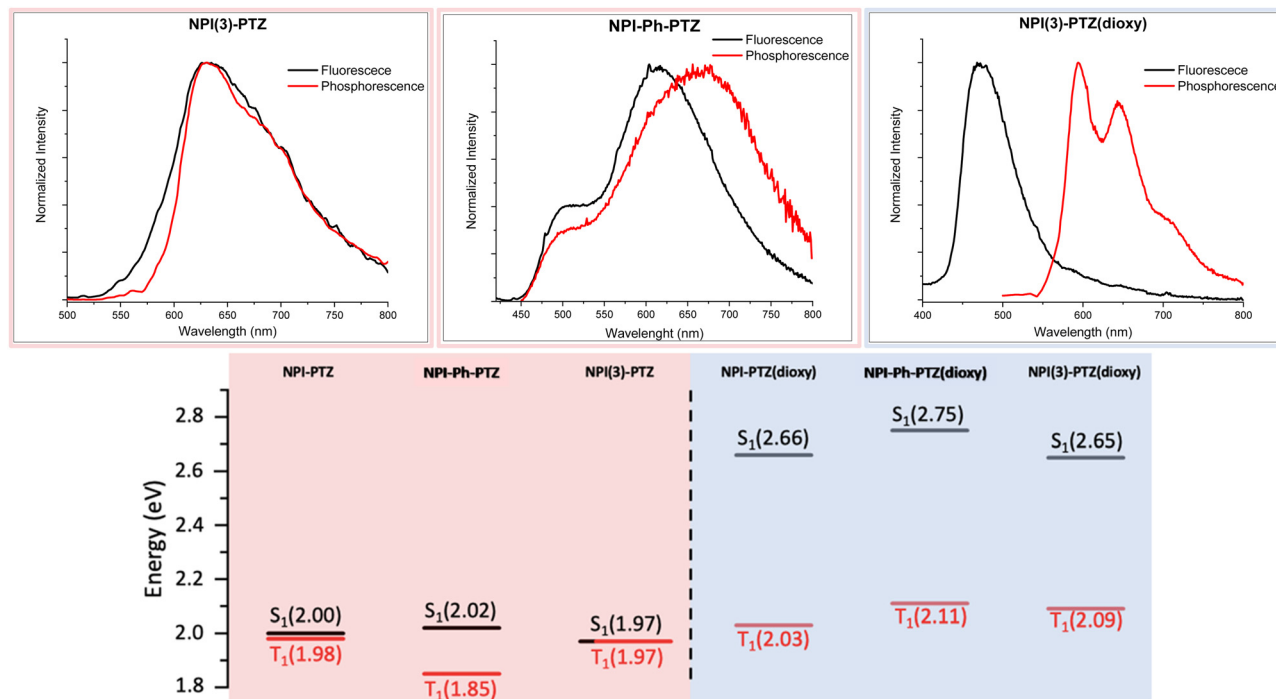 NPI(3)-PTZ
Fluorescece
Phosphorescence
Normalized Intensity
500 550 600 650 700 750 800
Wavelength (nm)
NPI-Ph-PTZ
Fluorescence
Phosphorescence
Normalized Intensity
450 500 550 600 650 700 750 800
Wavelenght (nm)
NPI(3)-PTZ(dioxy)
Fluorescece
Phosphorescence
Normalized Intensity
400 500 600 700 800
Wavelength (nm)
NPI-PTZ NPI-Ph-PTZ NPI(3)-PTZ NPI-PTZ(dioxy) NPI-Ph-PTZ(dioxy) NPI(3)-PTZ(dioxy)
Energy (eV)
2.8
2.6
2.4
2.2
2.0
1.8
S₁(2.00)
T₁(1.98)
S₁(2.02)
T₁(1.85)
S₁(1.97)
T₁(1.97)
S₁(2.66)
T₁(2.03)
S₁(2.75)
T₁(2.11)
S₁(2.65)
T₁(2.09)